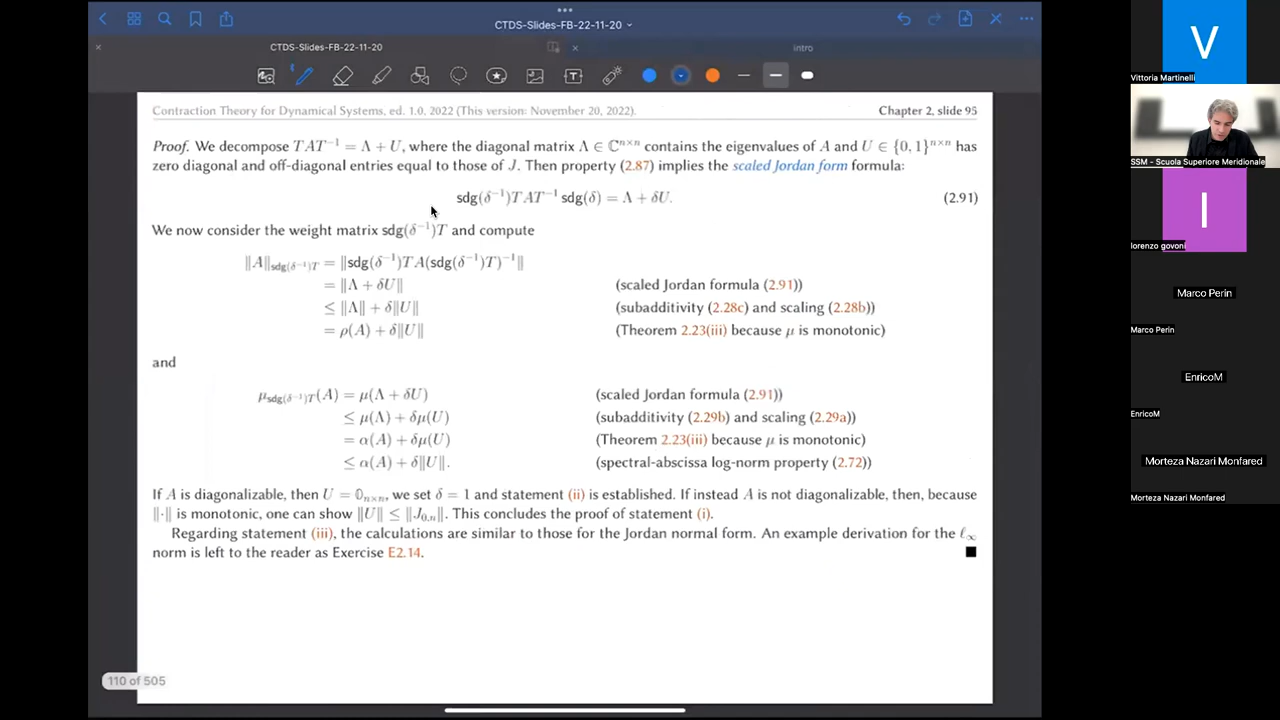 CTDS-Slides-FB-22-11-20
CTDS-Slides-FB-22-11-20
intro
Contraction Theory for Dynamical Systems, ed. 1.0, 2022 (This version: November 20, 2022).
Chapter 2, slide 95
Proof. We decompose TAT⁻¹ = Λ + U, where the diagonal matrix Λ ∈ ℂⁿˣⁿ contains the eigenvalues of A and U ∈ {0,1}ⁿˣⁿ has
zero diagonal and off-diagonal entries equal to those of J. Then property (2.87) implies the scaled Jordan form formula:
sdg(δ⁻¹)TAT⁻¹ sdg(δ) = Λ + δU. (2.91)
We now consider the weight matrix sdg(δ⁻¹)T and compute
‖A‖_{sdg(δ⁻¹)T} = ‖sdg(δ⁻¹)TA(sdg(δ⁻¹)T)⁻¹‖
= ‖Λ + δU‖ (scaled Jordan formula (2.91))
≤ ‖Λ‖ + δ‖U‖ (subadditivity (2.28c) and scaling (2.28b))
= ρ(A) + δ‖U‖ (Theorem 2.23(iii) because μ is monotonic)
and
μ_{sdg(δ⁻¹)T}(A) = μ(Λ + δU) (scaled Jordan formula (2.91))
≤ μ(Λ) + δμ(U) (subadditivity (2.29b) and scaling (2.29a))
= α(A) + δμ(U) (Theorem 2.23(iii) because μ is monotonic)
≤ α(A) + δ‖U‖. (spectral-abscissa log-norm property (2.72))
If A is diagonalizable, then U = 𝟘ₙₓₙ, we set δ = 1 and statement (ii) is established. If instead A is not diagonalizable, then, because
‖·‖ is monotonic, one can show ‖U‖ ≤ ‖J₀,ₙ‖. This concludes the proof of statement (i).
Regarding statement (iii), the calculations are similar to those for the Jordan normal form. An example derivation for the ℓ∞
norm is left to the reader as Exercise E2.14. ■
110 of 505
V
Vittoria Martinelli
SSM - Scuola Superiore Meridionale
I
lorenzo govoni
Marco Perin
Marco Perin
EnricoM
EnricoM
Morteza Nazari Monfared
Morteza Nazari Monfared